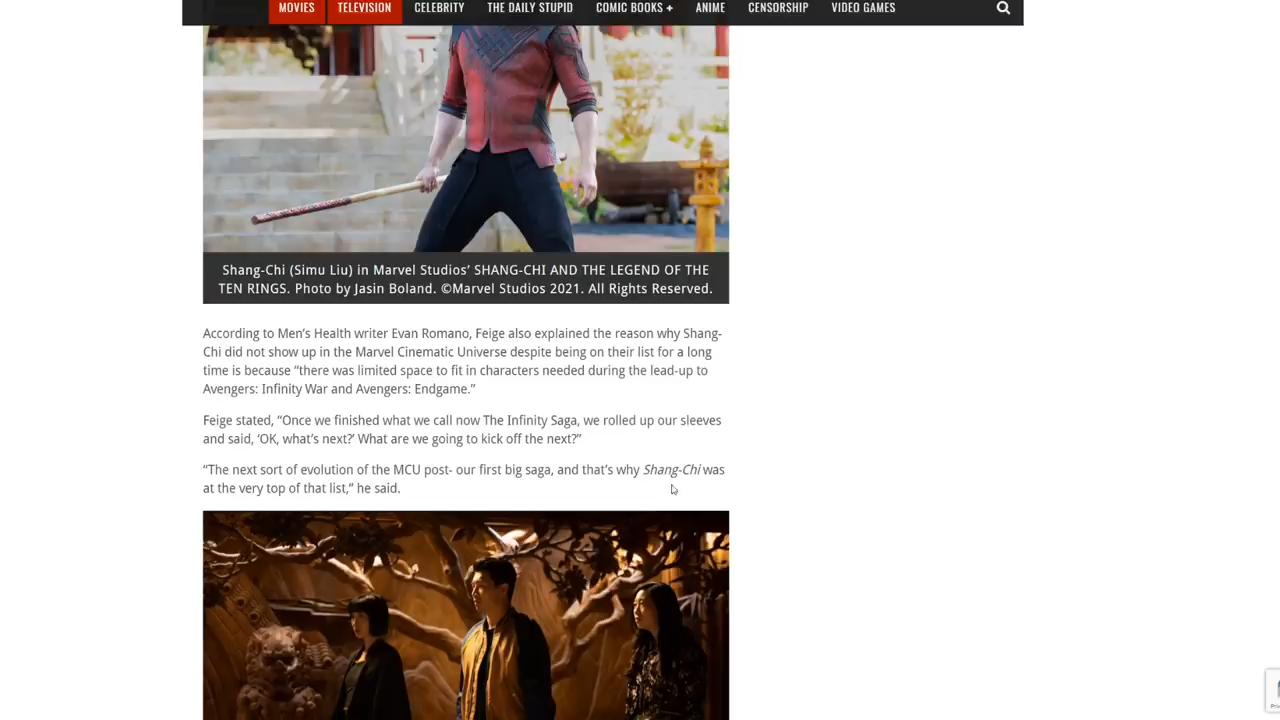 MOVIES TELEVISION CELEBRITY THE DAILY STUPID COMIC BOOKS + ANIME CENSORSHIP VIDEO GAMES
Shang-Chi (Simu Liu) in Marvel Studios’ SHANG-CHI AND THE LEGEND OF THE
TEN RINGS. Photo by Jasin Boland. ©Marvel Studios 2021. All Rights Reserved.
According to Men’s Health writer Evan Romano, Feige also explained the reason why Shang-
Chi did not show up in the Marvel Cinematic Universe despite being on their list for a long
time is because “there was limited space to fit in characters needed during the lead-up to
Avengers: Infinity War and Avengers: Endgame.”
Feige stated, “Once we finished what we call now The Infinity Saga, we rolled up our sleeves
and said, ‘OK, what’s next?’ What are we going to kick off the next?”
“The next sort of evolution of the MCU post- our first big saga, and that’s why Shang-Chi was
at the very top of that list,” he said.